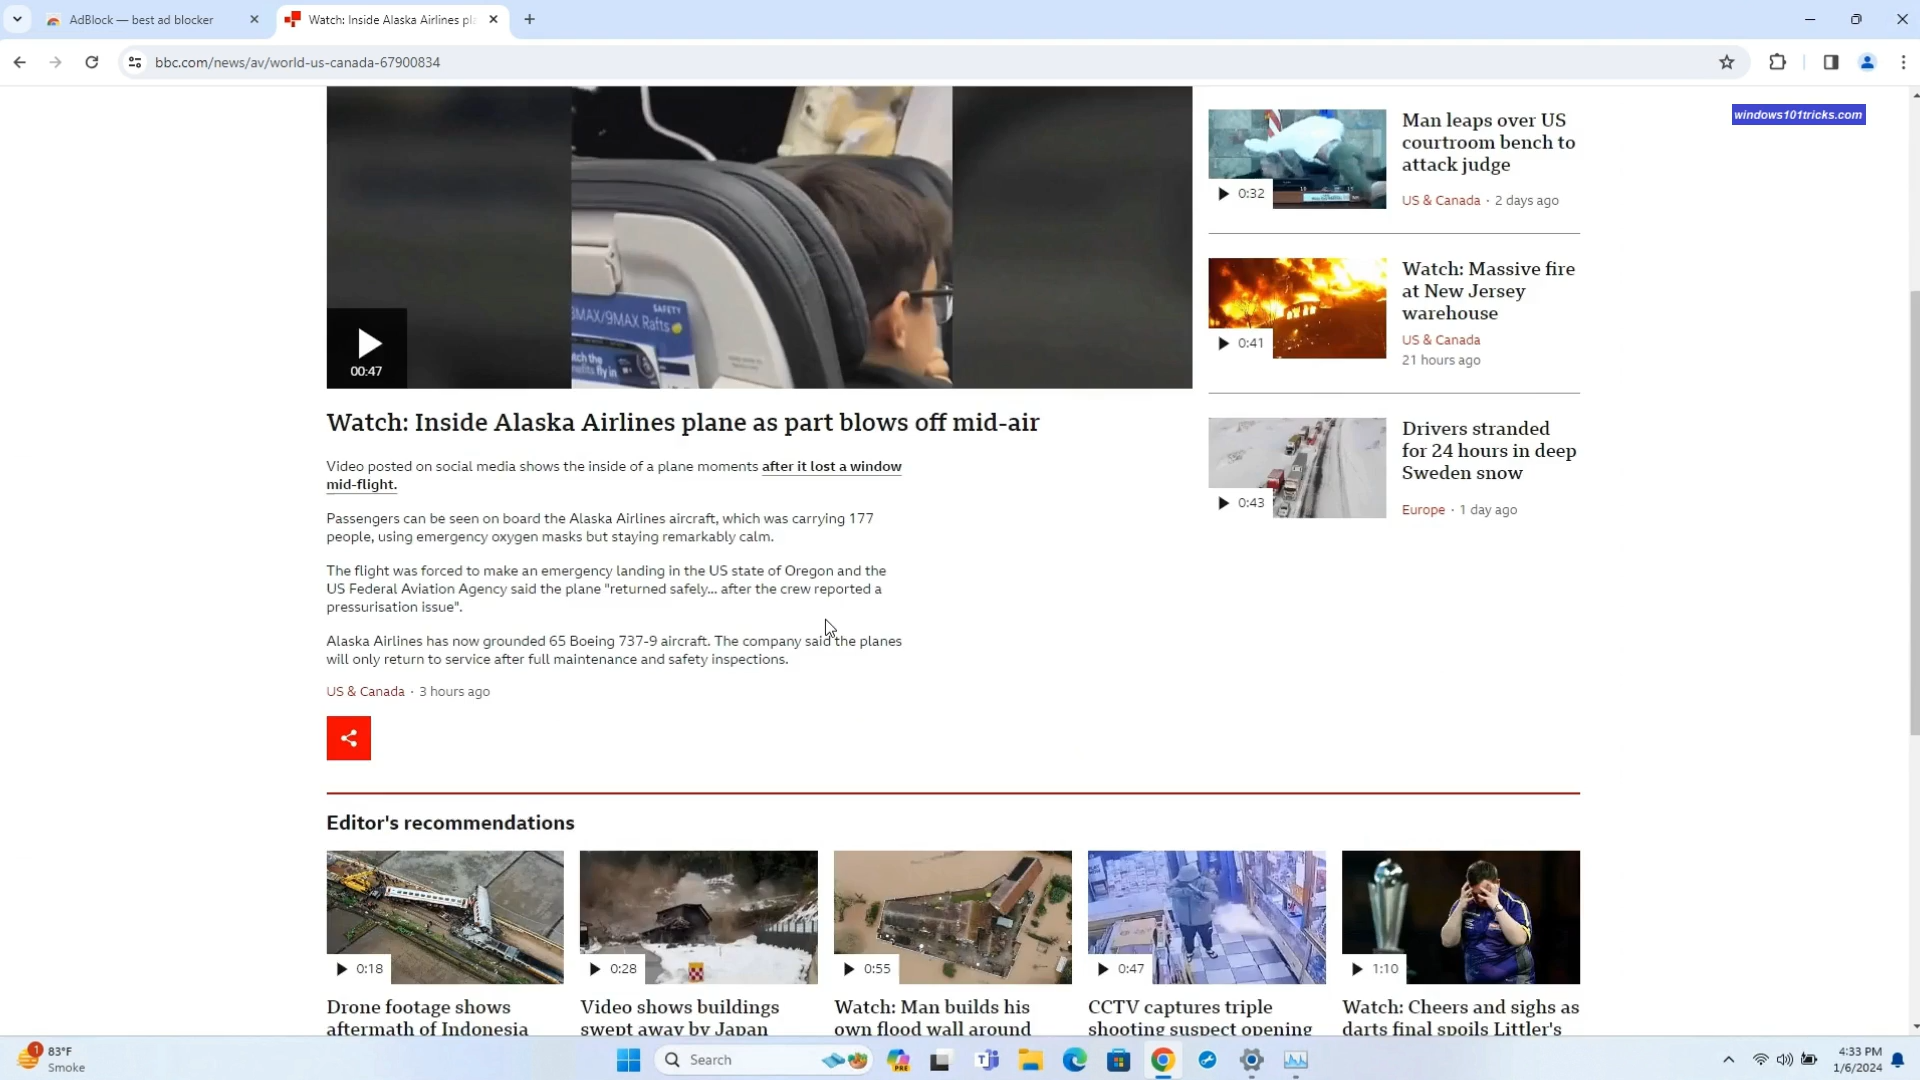 AdBlock — best ad blocker
Watch: Inside Alaska Airlines pl
bbc.com/news/av/world-us-canada-67900834
windows101tricks.com
SAFETY
MAX/9MAX Rafts
00:47
Watch: Inside Alaska Airlines plane as part blows off mid-air
Video posted on social media shows the inside of a plane moments after it lost a window
mid-flight.
Passengers can be seen on board the Alaska Airlines aircraft, which was carrying 177
people, using emergency oxygen masks but staying remarkably calm.
The flight was forced to make an emergency landing in the US state of Oregon and the
US Federal Aviation Agency said the plane "returned safely... after the crew reported a
pressurisation issue".
Alaska Airlines has now grounded 65 Boeing 737-9 aircraft. The company said the planes
will only return to service after full maintenance and safety inspections.
US & Canada · 3 hours ago
0:32
Man leaps over US
courtroom bench to
attack judge
US & Canada · 2 days ago
0:41
Watch: Massive fire
at New Jersey
warehouse
US & Canada
21 hours ago
0:43
Drivers stranded
for 24 hours in deep
Sweden snow
Europe · 1 day ago
Editor's recommendations
0:18
Drone footage shows
aftermath of Indonesia
0:28
Video shows buildings
swept away by Japan
0:55
Watch: Man builds his
own flood wall around
0:47
CCTV captures triple
shooting suspect opening
1:10
Watch: Cheers and sighs as
darts final spoils Littler's
1
83°F
Smoke
Search
PRE
4:33 PM
1/6/2024